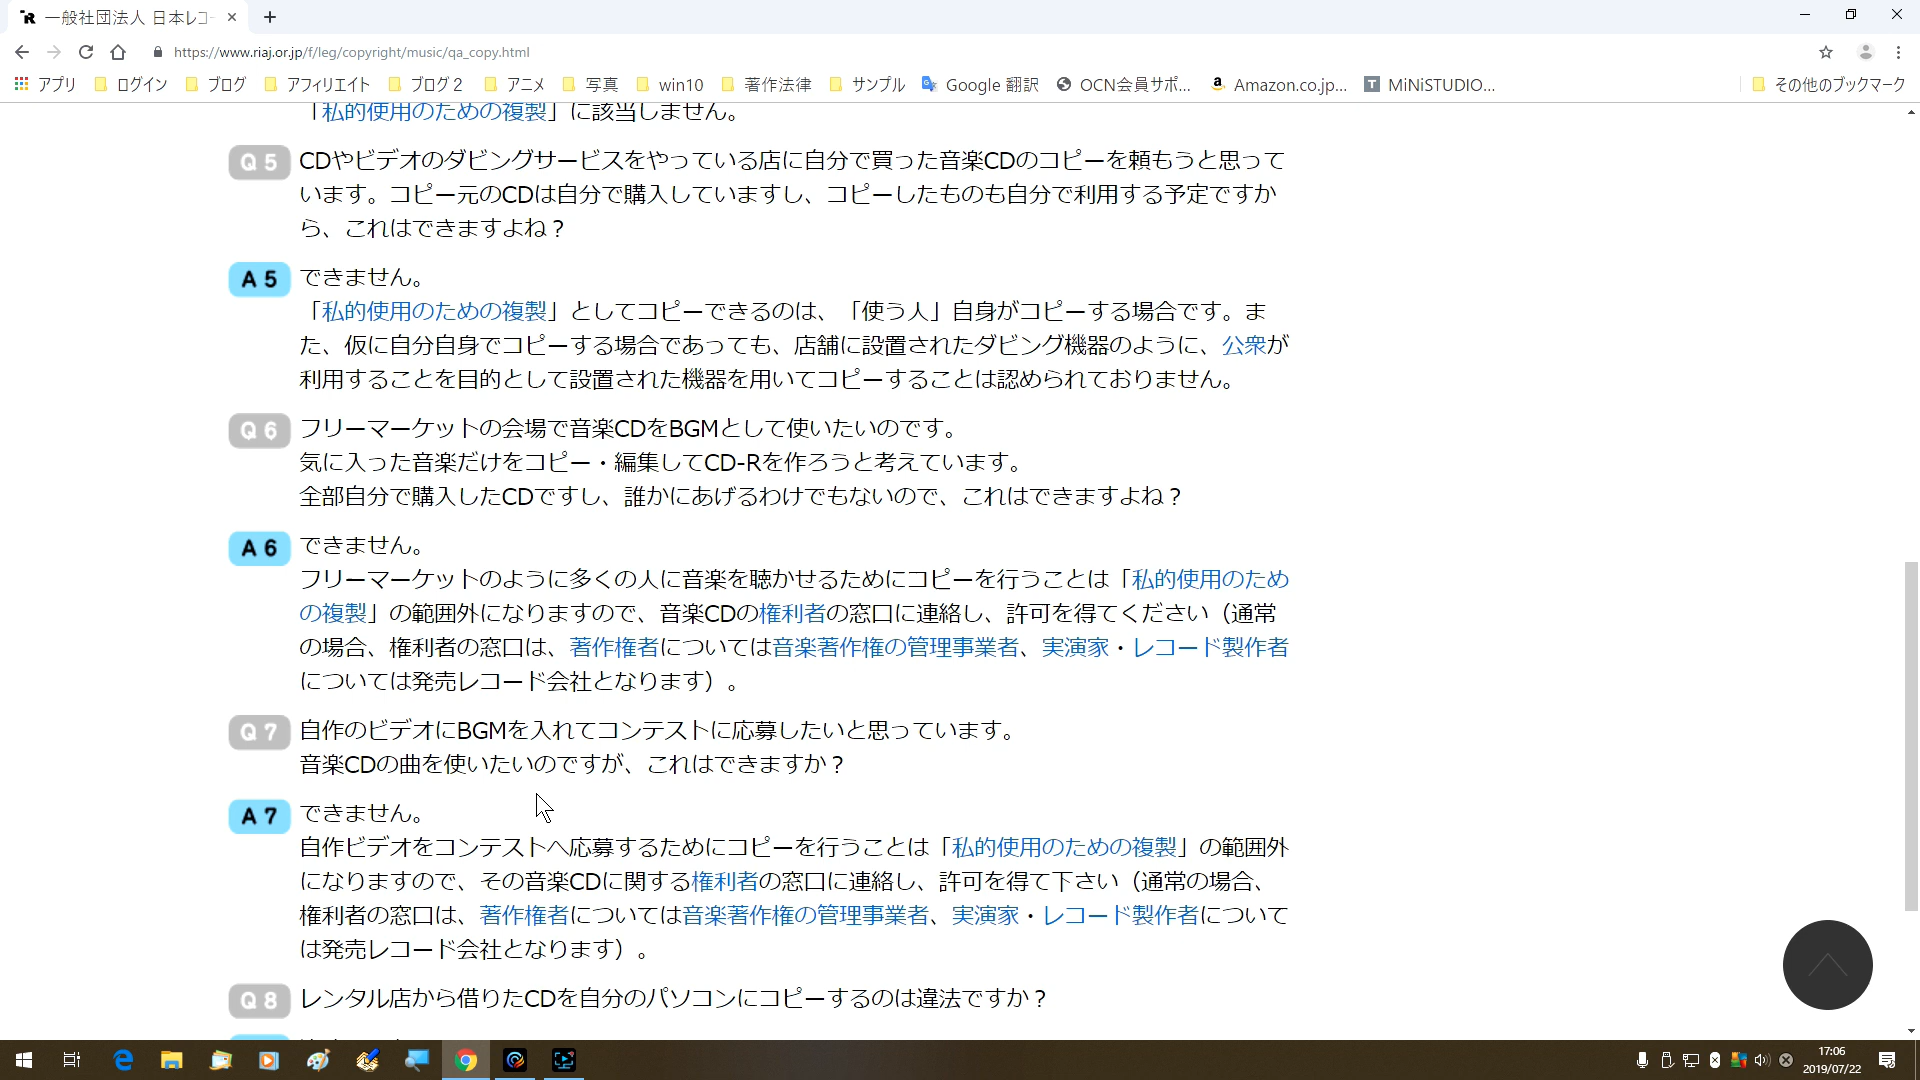 一般社団法人 日本レコ
https://www.riaj.or.jp/f/leg/copyright/music/qa_copy.html
アプリ ログイン ブログ アフィリエイト ブログ２ アニメ 写真 win10 著作法律 サンプル Google 翻訳 OCN会員サポ... Amazon.co.jp... MiNiSTUDIO... その他のブックマーク
「私的使用のための複製」に該当しません。
Q 5 CDやビデオのダビングサービスをやっている店に自分で買った音楽CDのコピーを頼もうと思って
います。コピー元のCDは自分で購入していますし、コピーしたものも自分で利用する予定ですか
ら、これはできますよね？
A 5 できません。
「私的使用のための複製」としてコピーできるのは、「使う人」自身がコピーする場合です。ま
た、仮に自分自身でコピーする場合であっても、店舗に設置されたダビング機器のように、公衆が
利用することを目的として設置された機器を用いてコピーすることは認められておりません。
Q 6 フリーマーケットの会場で音楽CDをBGMとして使いたいのです。
気に入った音楽だけをコピー・編集してCD-Rを作ろうと考えています。
全部自分で購入したCDですし、誰かにあげるわけでもないので、これはできますよね？
A 6 できません。
フリーマーケットのように多くの人に音楽を聴かせるためにコピーを行うことは「私的使用のため
の複製」の範囲外になりますので、音楽CDの権利者の窓口に連絡し、許可を得てください（通常
の場合、権利者の窓口は、著作権者については音楽著作権の管理事業者、実演家・レコード製作者
については発売レコード会社となります）。
Q 7 自作のビデオにBGMを入れてコンテストに応募したいと思っています。
音楽CDの曲を使いたいのですが、これはできますか？
A 7 できません。
自作ビデオをコンテストへ応募するためにコピーを行うことは「私的使用のための複製」の範囲外
になりますので、その音楽CDに関する権利者の窓口に連絡し、許可を得て下さい（通常の場合、
権利者の窓口は、著作権者については音楽著作権の管理事業者、実演家・レコード製作者について
は発売レコード会社となります）。
Q 8 レンタル店から借りたCDを自分のパソコンにコピーするのは違法ですか？
17:06
2019/07/22